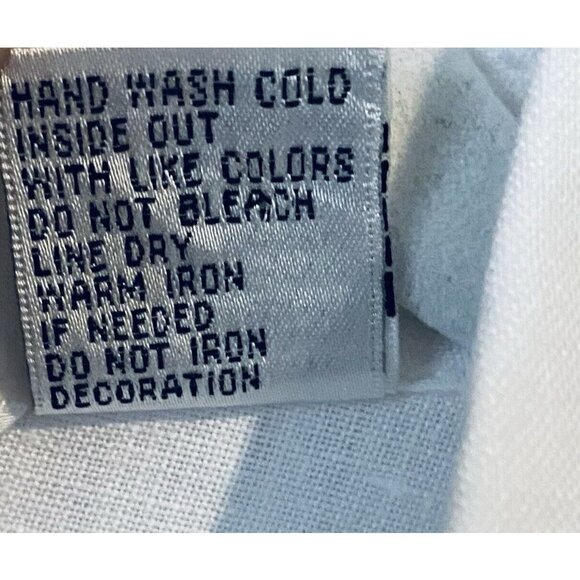 HAND WASH COLD
INSIDE OUT
WITH LIKE COLORS
DO NOT BLEACH
LINE DRY
WARM IRON
IF NEEDED
DO NOT IRON
DECORATION